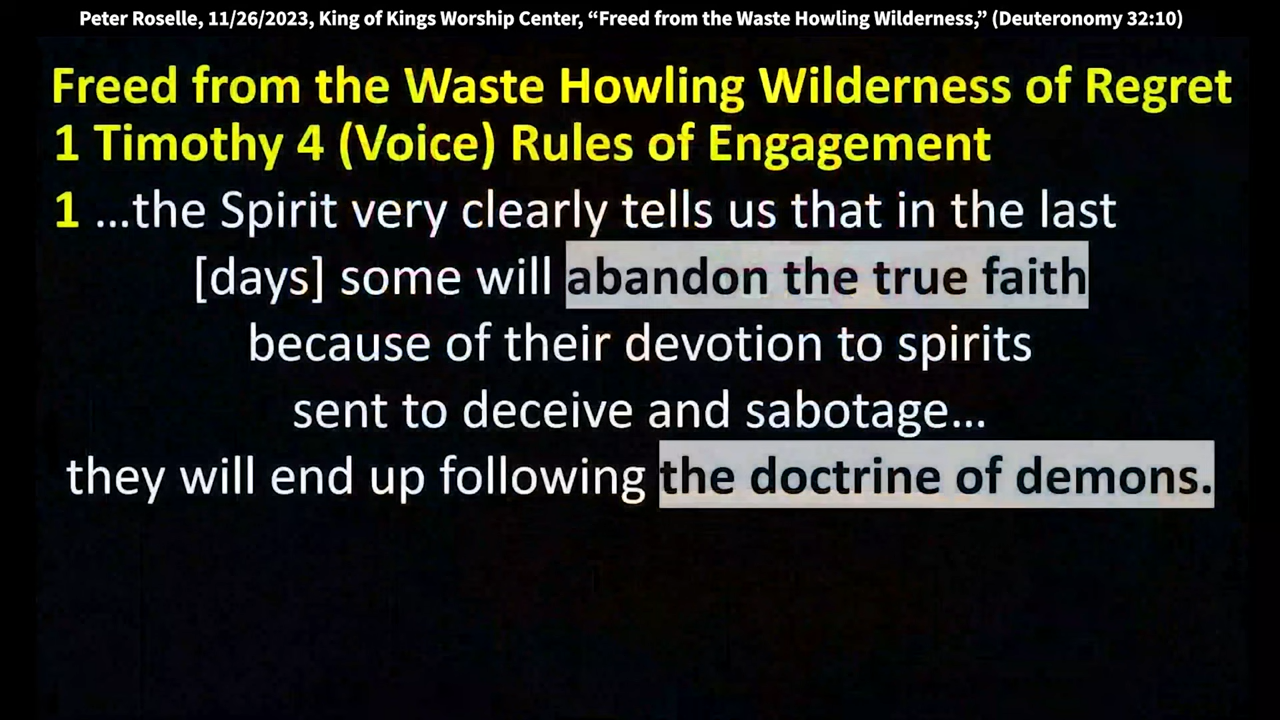 Peter Roselle, 11/26/2023, King of Kings Worship Center, “Freed from the Waste Howling Wilderness,” (Deuteronomy 32:10)
Freed from the Waste Howling Wilderness of Regret
1 Timothy 4 (Voice) Rules of Engagement
1 ...the Spirit very clearly tells us that in the last
[days] some will abandon the true faith
because of their devotion to spirits
sent to deceive and sabotage...
they will end up following the doctrine of demons.